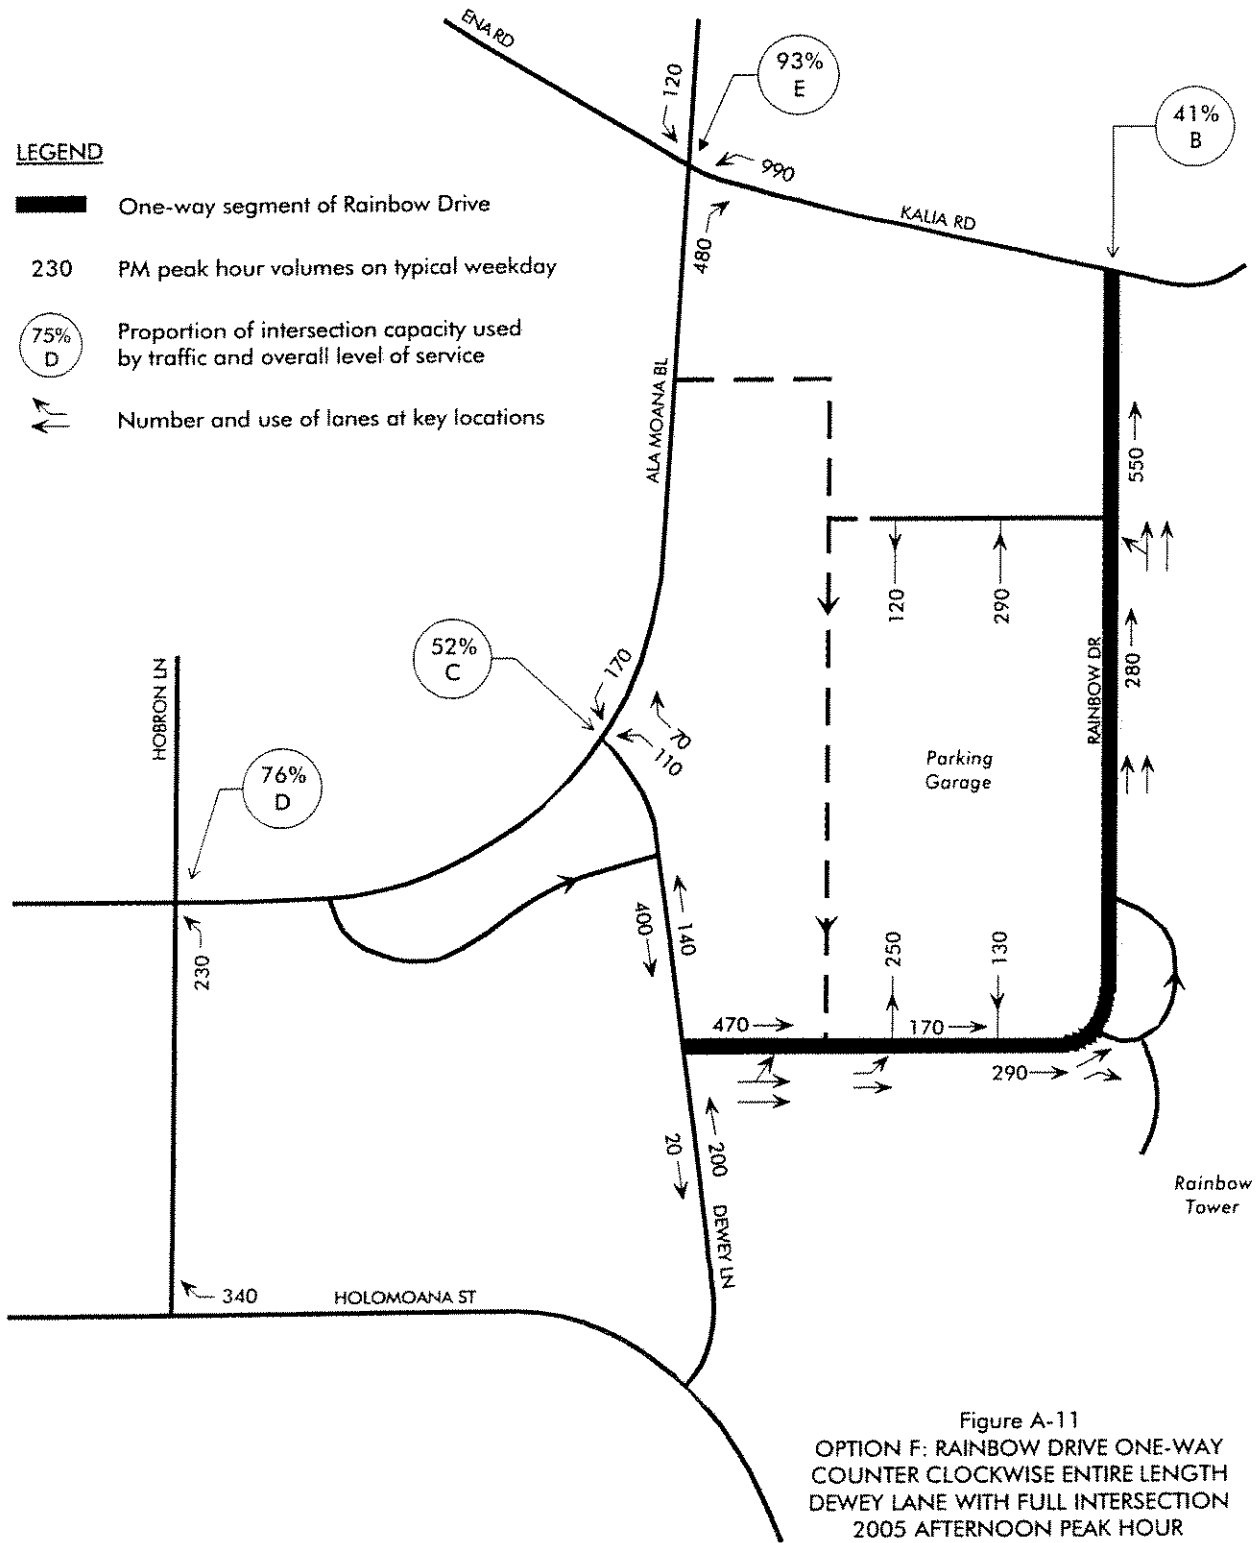 ENA RD
120
93%
E
41%
B
990
LEGEND
One-way segment of Rainbow Drive
230 PM peak hour volumes on typical weekday
75%
D
Proportion of intersection capacity used
by traffic and overall level of service
Number and use of lanes at key locations
KALIA RD
480
ALA MOANA BL
550
120
290
HOBRON LN
52%
C
170
280
RAINBOW DR
70
110
Parking
Garage
76%
D
400
140
230
250
130
470
170
290
20
200
DEWEY LN
Rainbow
Tower
340
HOLOMOANA ST
Figure A-11
OPTION F: RAINBOW DRIVE ONE-WAY
COUNTER CLOCKWISE ENTIRE LENGTH
DEWEY LANE WITH FULL INTERSECTION
2005 AFTERNOON PEAK HOUR